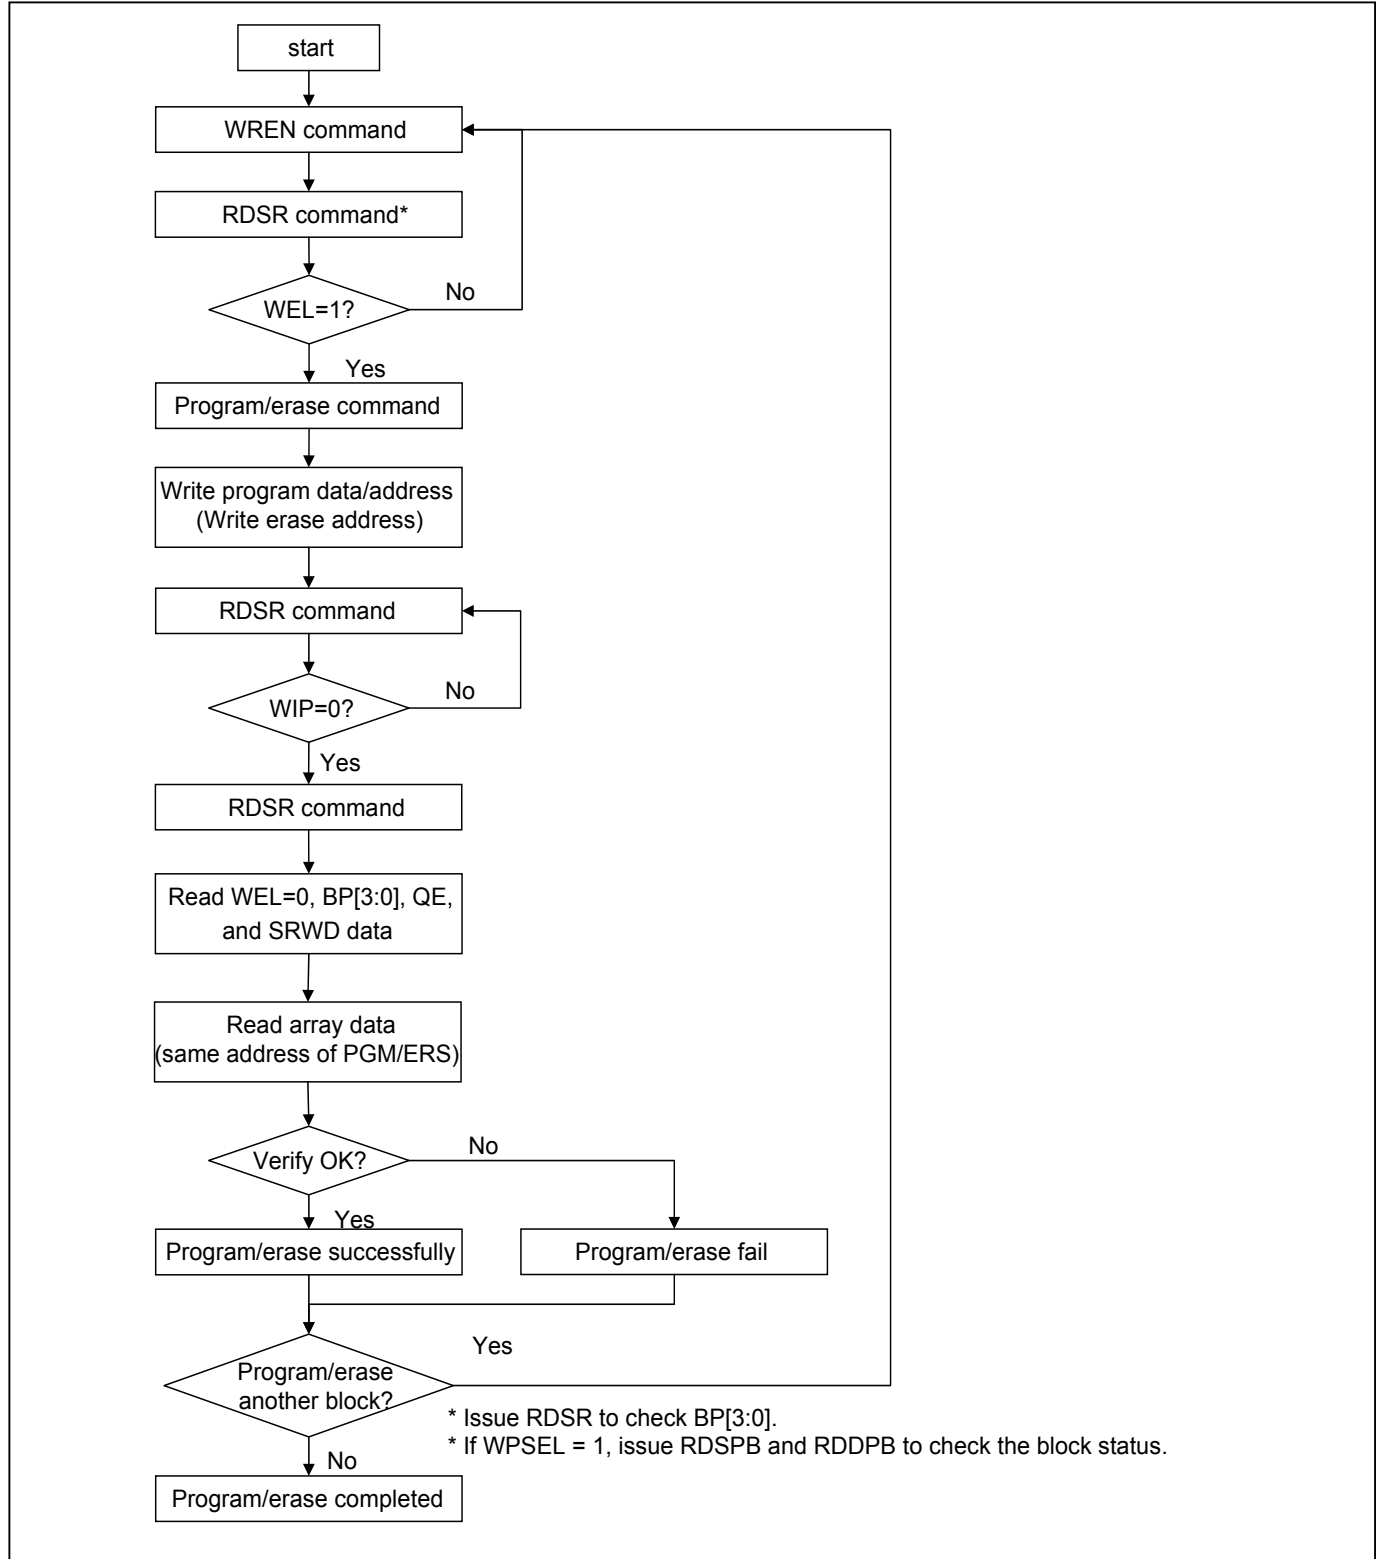 start
WREN command
RDSR command*
WEL=1?
No
Yes
Program/erase command
Write program data/address
(Write erase address)
RDSR command
WIP=0?
No
Yes
RDSR command
Read WEL=0, BP[3:0], QE,
and SRWD data
Read array data
(same address of PGM/ERS)
Verify OK?
No
Yes
Program/erase successfully
Program/erase fail
Program/erase
another block?
Yes
* Issue RDSR to check BP[3:0].
* If WPSEL = 1, issue RDSPB and RDDPB to check the block status.
No
Program/erase completed